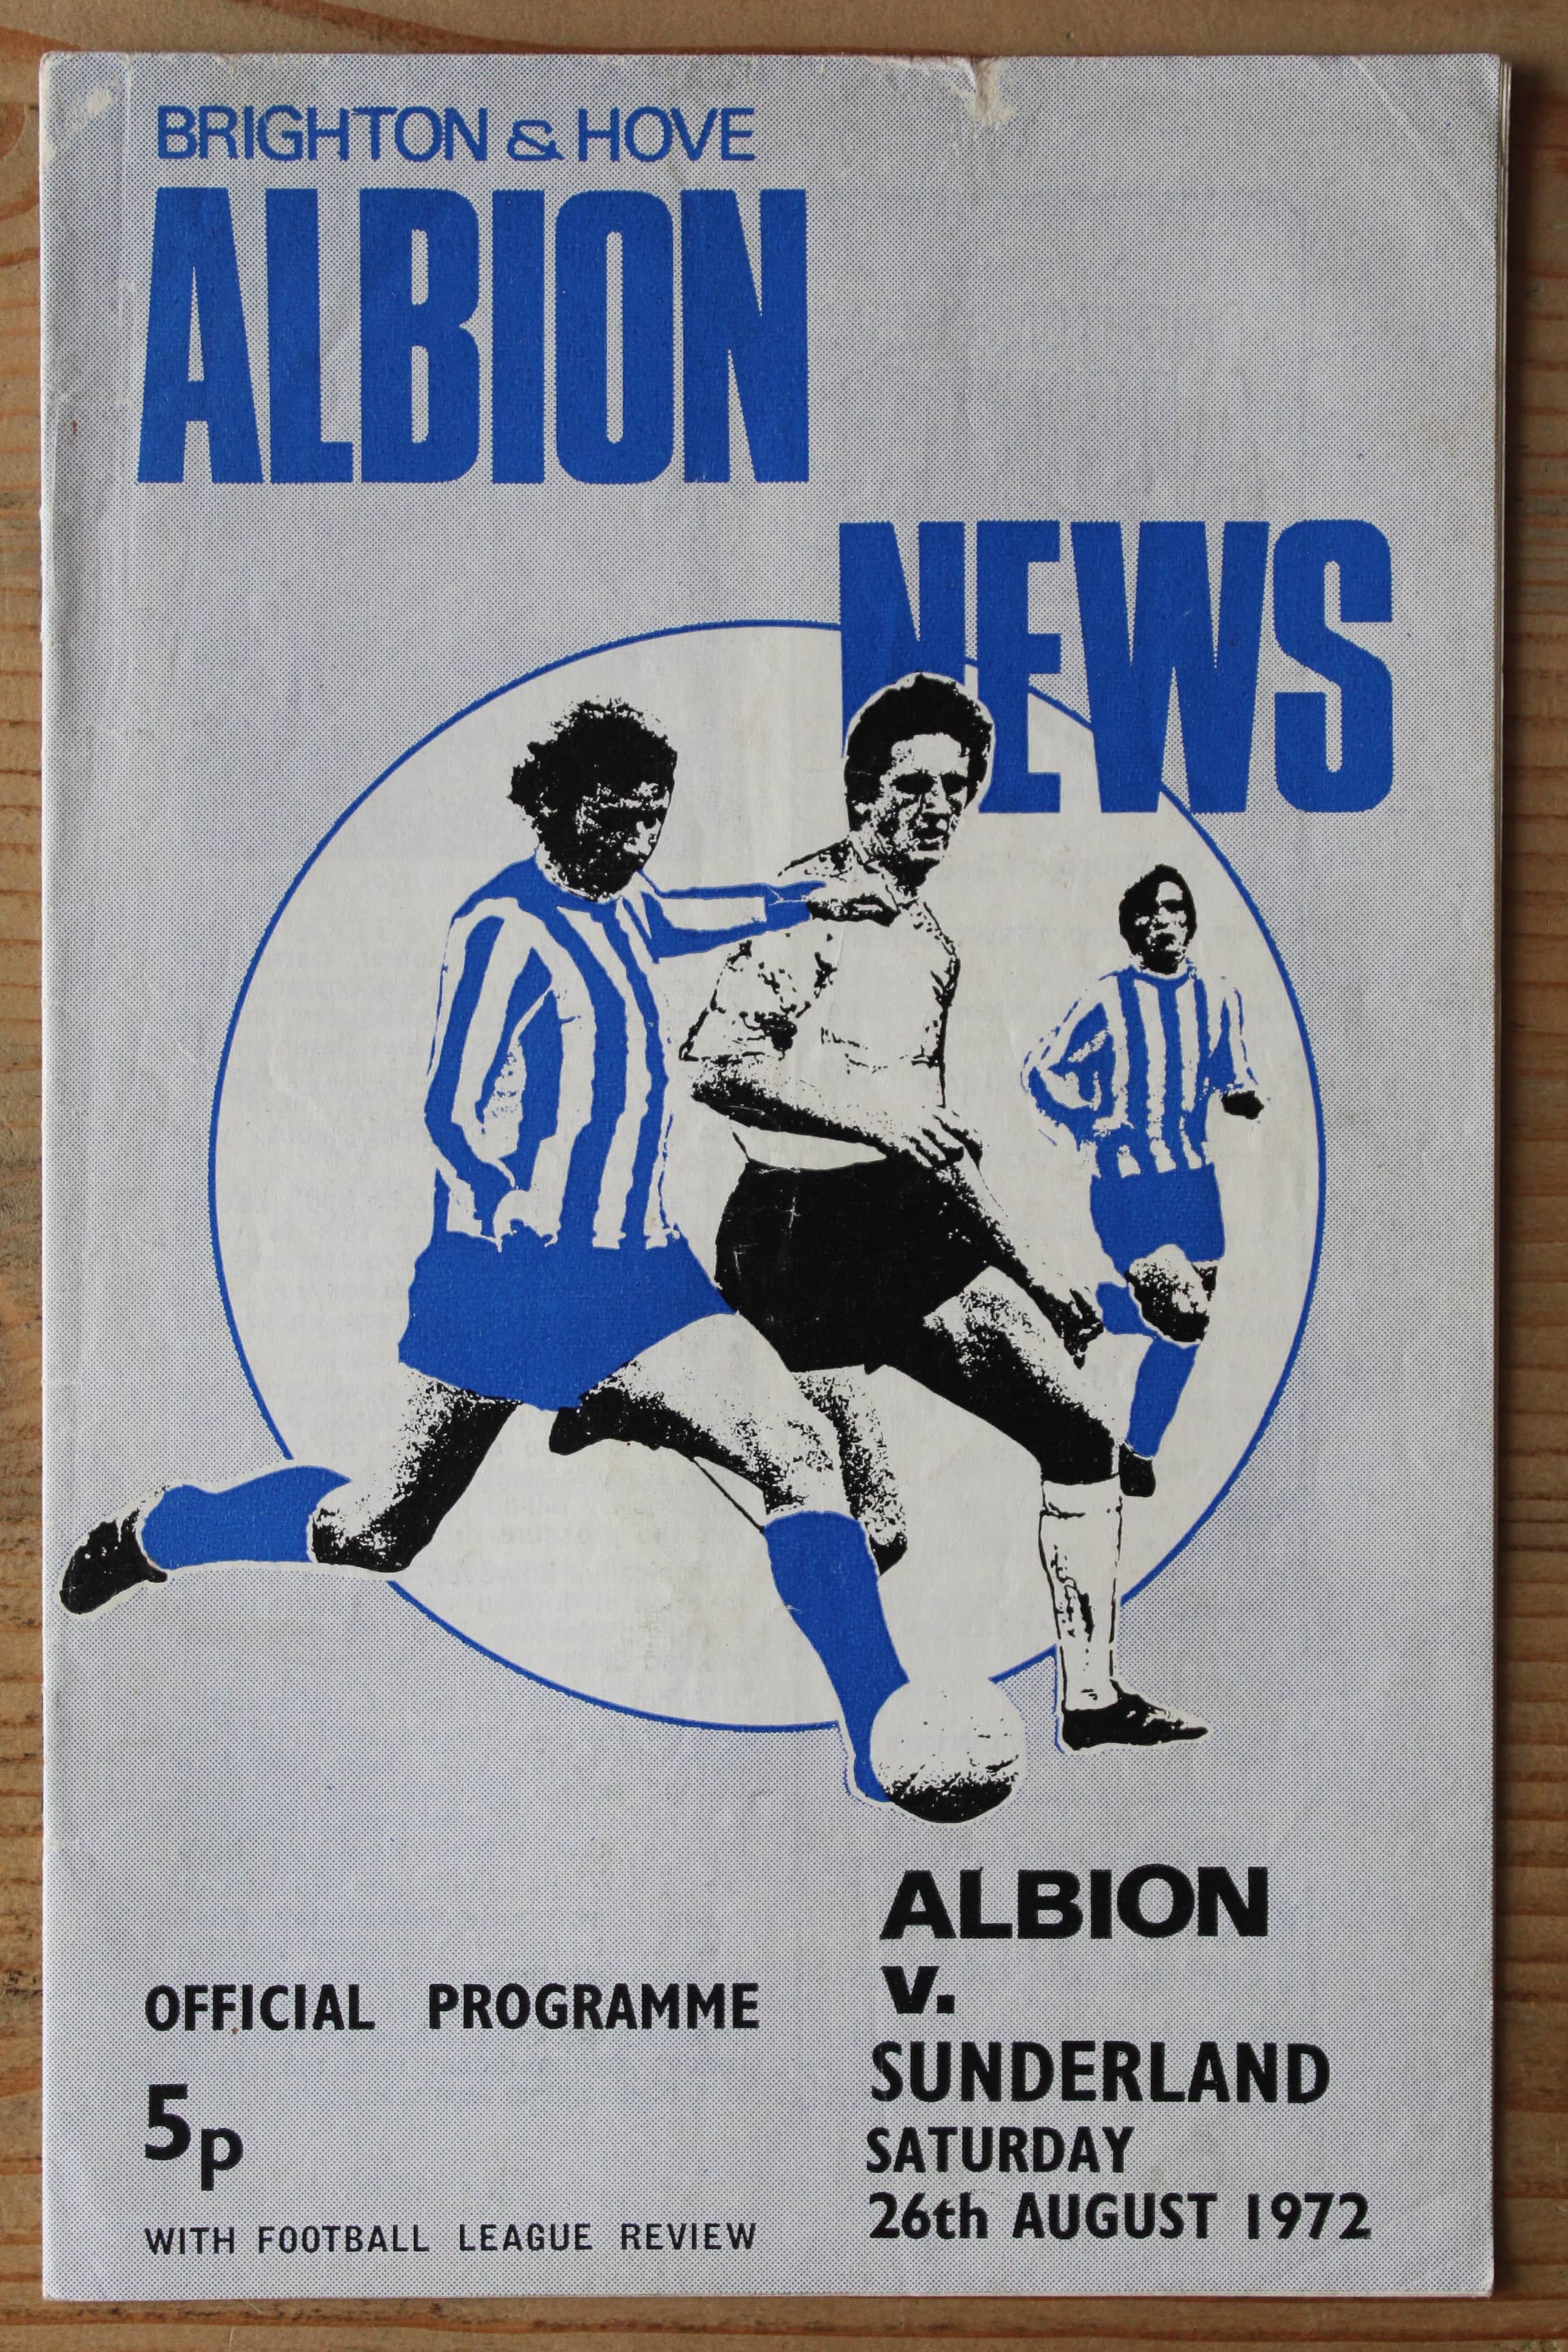 BRIGHTON & HOVE
ALBION
NEWS
ALBION
v.
SUNDERLAND
SATURDAY
26th AUGUST 1972
OFFICIAL PROGRAMME
5p
WITH FOOTBALL LEAGUE REVIEW